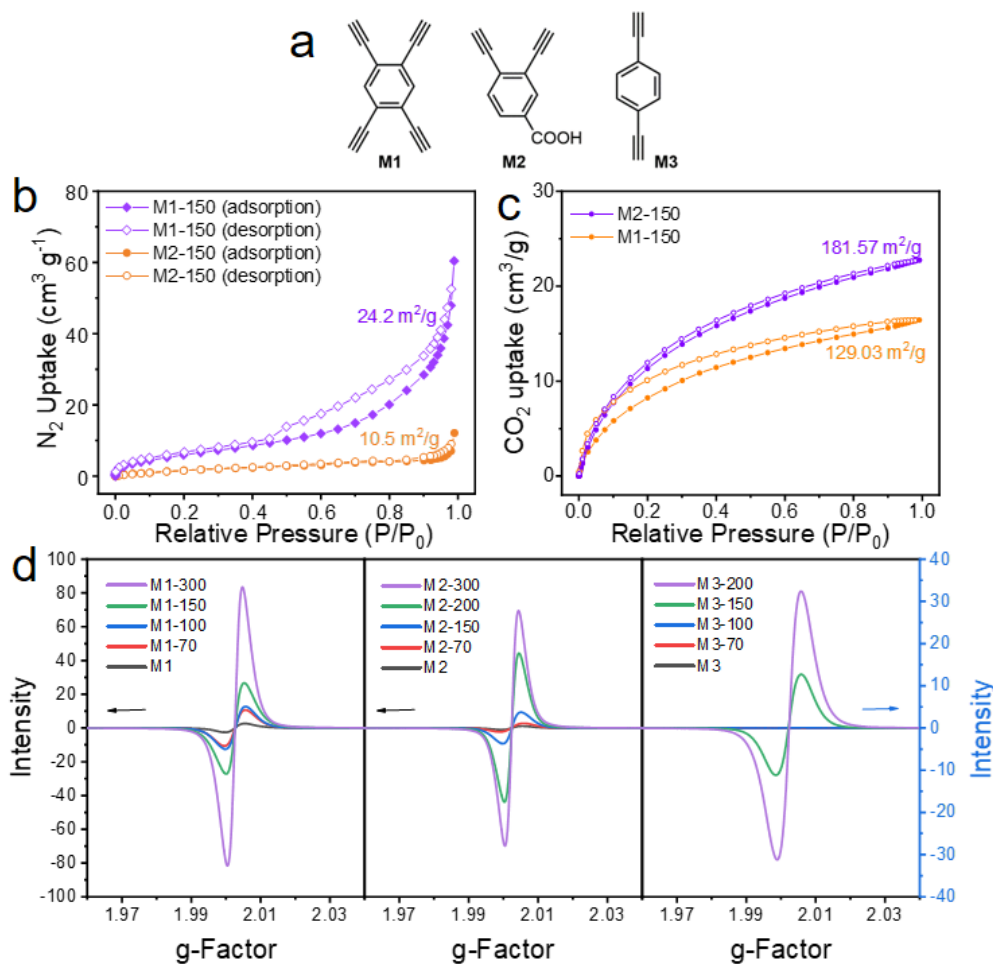 a
COOH
M1
M2
M3
b
N2 Uptake (cm3 g-1)
80
60
40
20
0
M1-150 (adsorption)
M1-150 (desorption)
M2-150 (adsorption)
M2-150 (desorption)
24.2 m2/g
10.5 m2/g
0.0 0.2 0.4 0.6 0.8 1.0
Relative Pressure (P/P0)
c
CO2 uptake (cm3/g)
30
20
10
0
M2-150
M1-150
181.57 m2/g
129.03 m2/g
0.0 0.2 0.4 0.6 0.8 1.0
Relative Pressure (P/P0)
d
Intensity
100
80
60
40
20
0
-20
-40
-60
-80
-100
M1-300
M1-150
M1-100
M1-70
M1
1.97 1.99 2.01 2.03
g-Factor
M2-300
M2-200
M2-150
M2-70
M2
1.97 1.99 2.01 2.03
g-Factor
M3-200
M3-150
M3-100
M3-70
M3
1.97 1.99 2.01 2.03
g-Factor
40
30
20
10
0
-10
-20
-30
-40
Intensity